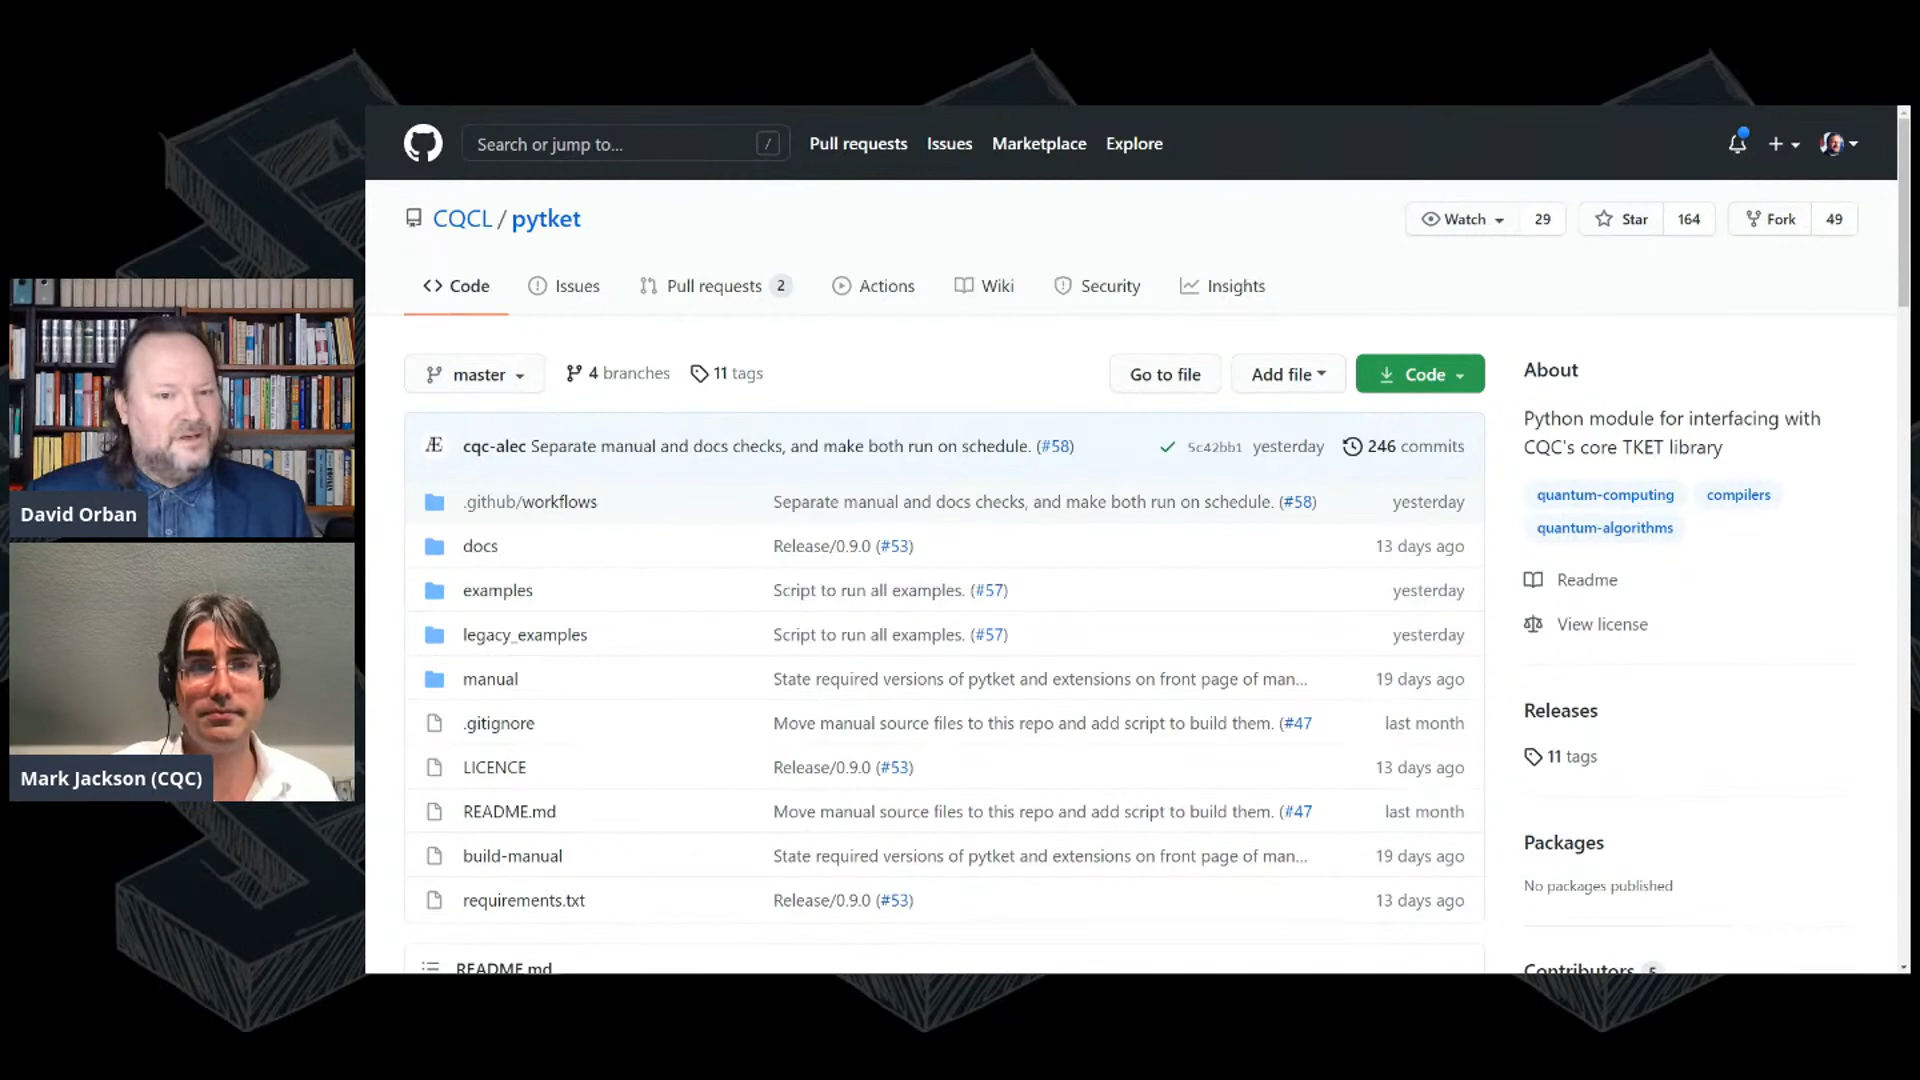 Search or jump to... /
Pull requests Issues Marketplace Explore
CQCL / pytket
Watch 29 Star 164 Fork 49
Code Issues Pull requests 2 Actions Wiki Security Insights
master 4 branches 11 tags Go to file Add file Code
Æ cqc-alec Separate manual and docs checks, and make both run on schedule. (#58) 5c42bb1 yesterday 246 commits
.github/workflows Separate manual and docs checks, and make both run on schedule. (#58) yesterday
docs Release/0.9.0 (#53) 13 days ago
examples Script to run all examples. (#57) yesterday
legacy_examples Script to run all examples. (#57) yesterday
manual State required versions of pytket and extensions on front page of man... 19 days ago
.gitignore Move manual source files to this repo and add script to build them. (#47 last month
LICENCE Release/0.9.0 (#53) 13 days ago
README.md Move manual source files to this repo and add script to build them. (#47 last month
build-manual State required versions of pytket and extensions on front page of man... 19 days ago
requirements.txt Release/0.9.0 (#53) 13 days ago
README.md
About
Python module for interfacing with
CQC's core TKET library
quantum-computing compilers
quantum-algorithms
Readme
View license
Releases
11 tags
Packages
No packages published
Contributors 5
David Orban
Mark Jackson (CQC)